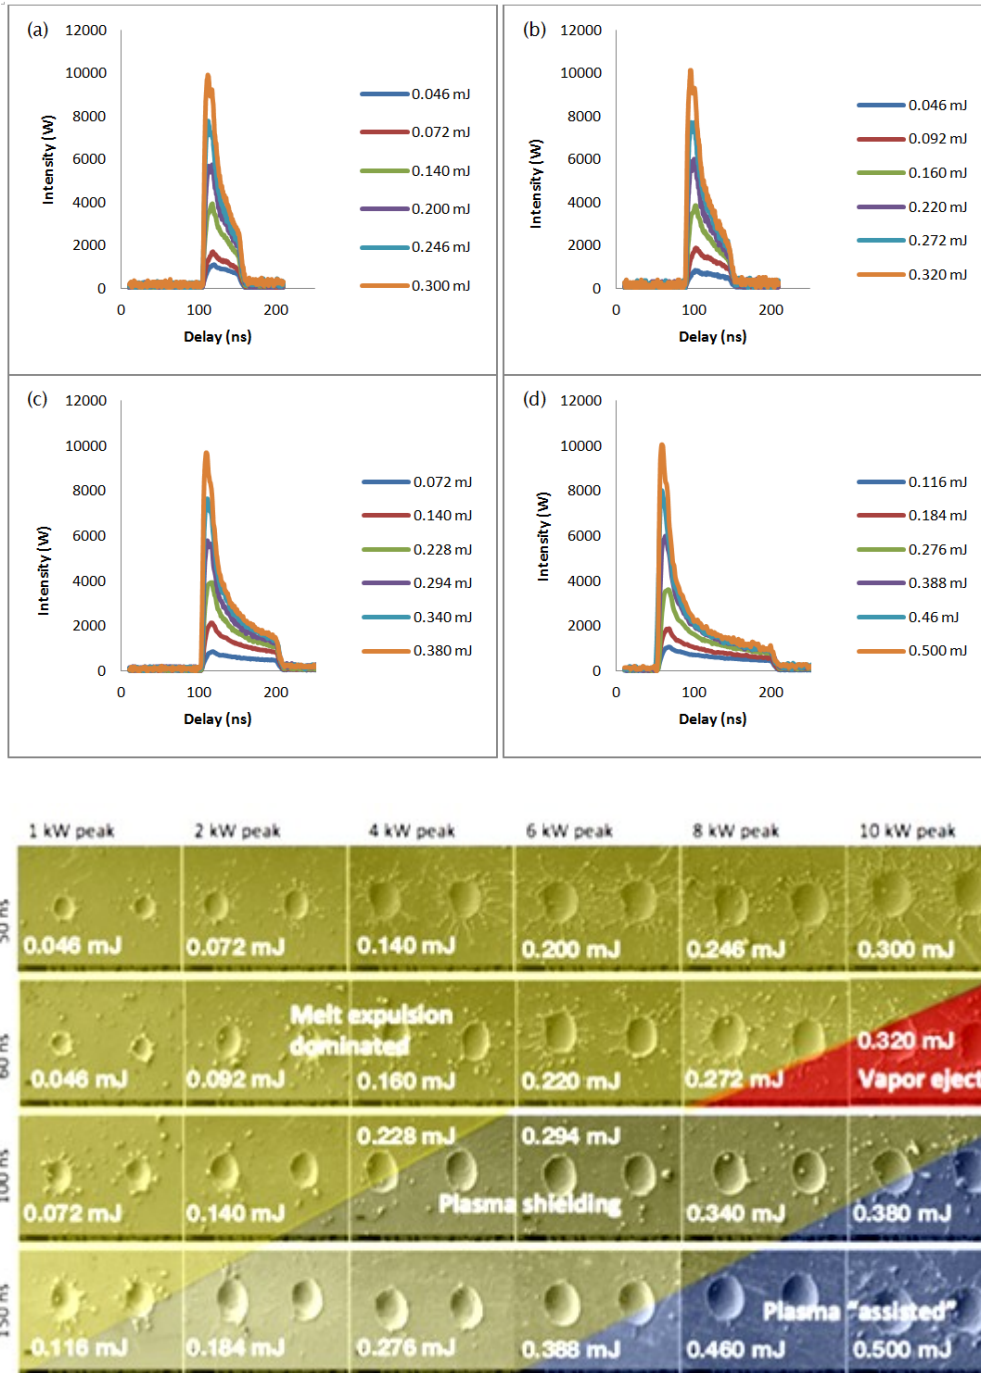 (a)
12000
10000
8000
6000
4000
2000
0
Intensity (W)
0 100 200
Delay (ns)
0.046 mJ
0.072 mJ
0.140 mJ
0.200 mJ
0.246 mJ
0.300 mJ
(b)
12000
10000
8000
6000
4000
2000
0
Intensity (W)
0 100 200
Delay (ns)
0.046 mJ
0.092 mJ
0.160 mJ
0.220 mJ
0.272 mJ
0.320 mJ
(c)
12000
10000
8000
6000
4000
2000
0
Intensity (W)
0 100 200
Delay (ns)
0.072 mJ
0.140 mJ
0.228 mJ
0.294 mJ
0.340 mJ
0.380 mJ
(d)
12000
10000
8000
6000
4000
2000
0
Intensity (W)
0 100 200
Delay (ns)
0.116 mJ
0.184 mJ
0.276 mJ
0.388 mJ
0.46 mJ
0.500 mJ
1 kW peak 2 kW peak 4 kW peak 6 kW peak 8 kW peak 10 kW peak
50 ns
0.046 mJ 0.072 mJ 0.140 mJ 0.200 mJ 0.246 mJ 0.300 mJ
60 ns
Melt expulsion
dominated
0.320 mJ
0.046 mJ 0.092 mJ 0.160 mJ 0.220 mJ 0.272 mJ
Vapor eject
100 ns
0.228 mJ 0.294 mJ
Plasma shielding
0.072 mJ 0.140 mJ 0.340 mJ 0.380 mJ
150 ns
Plasma "assisted"
0.116 mJ 0.184 mJ 0.276 mJ 0.388 mJ 0.460 mJ 0.500 mJ